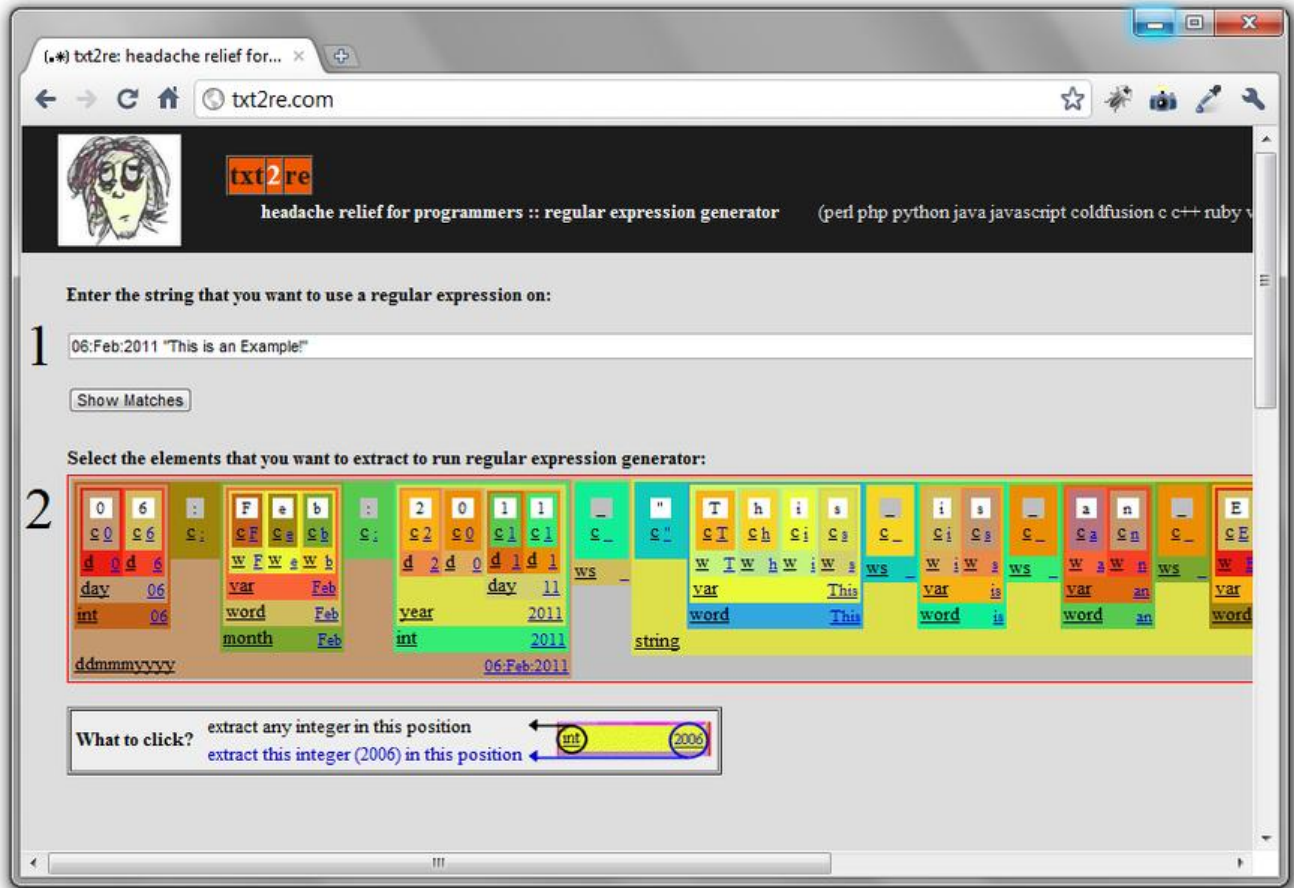 (.*) txt2re: headache relief for...
txt2re.com
txt2re
headache relief for programmers :: regular expression generator (perl php python java javascript coldfusion c c++ ruby
Enter the string that you want to use a regular expression on:
1
06:Feb:2011 "This is an Example!"
Show Matches
Select the elements that you want to extract to run regular expression generator:
2
0 6 : F e b : 2 0 1 1 _ " T h i s _ i s _ a n _ E
c 0 c 6 c : c F c e c b c : c 2 c 0 c 1 c 1 c _ c " c T c h c i c s c _ c i c s c _ c a c n c _ c E
d 0 d 6 w F w e w b d 2 d 0 d 1 d 1 ws _ w T w h w i w s ws _ w i w s ws _ w a w n ws _ w E
day 06 var Feb day 11 var This var is var an var
int 06 word Feb year 2011 word This word is word an word
month Feb int 2011 string
ddmmmyyyy 06:Feb:2011
What to click? extract any integer in this position int 2006
extract this integer (2006) in this position